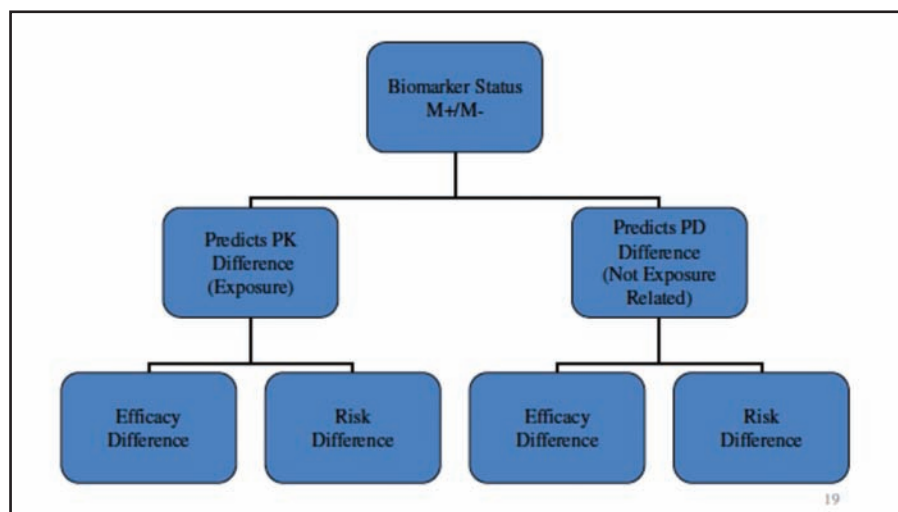 Biomarker Status
M+/M-
Predicts PK
Difference
(Exposure)
Predicts PD
Difference
(Not Exposure
Related)
Efficacy
Difference
Risk
Difference
Efficacy
Difference
Risk
Difference
19